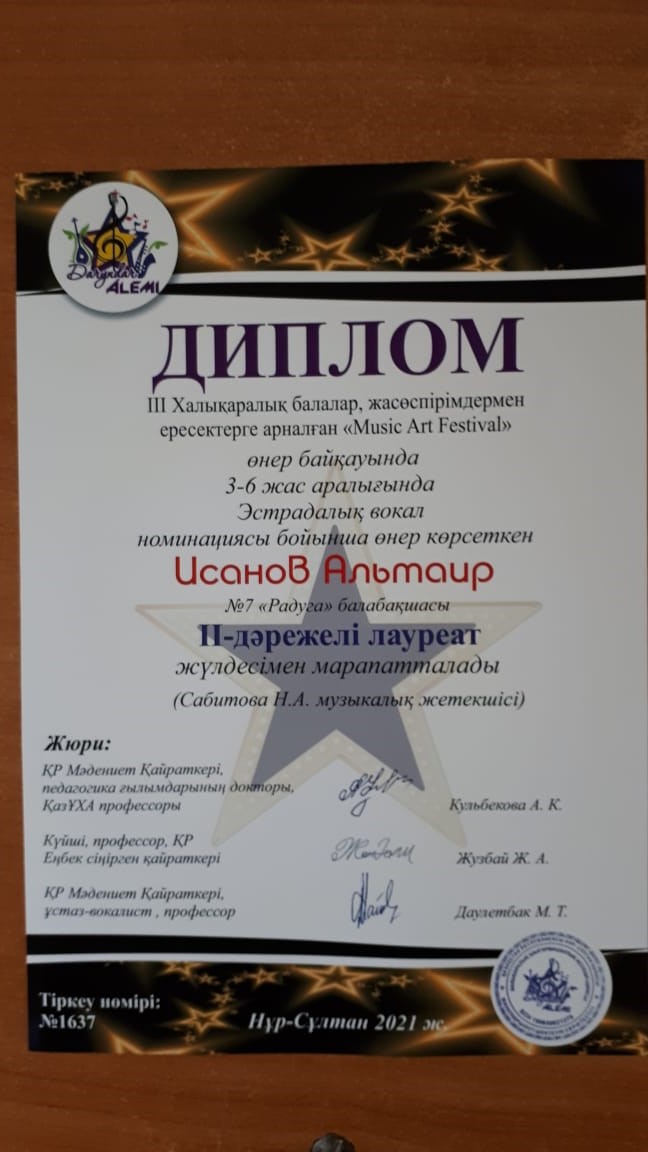 Daryndar
ALEMI
ДИПЛОМ
III Халықаралық балалар, жасөспірімдермен
ересектерге арналған «Music Art Festival»
өнер байқауында
3-6 жас аралығында
Эстрадалық вокал
номинациясы бойынша өнер көрсеткен
Исанов Альтаир
№7 «Радуга» балабақшасы
II-дәрежелі лауреат
жүлдесімен марапатталады
(Сабитова Н.А. музыкалық жетекшісі)
Жюри:
ҚР Мәдениет Қайраткері,
педагогика ғылымдарының докторы,
ҚазҰХА профессоры
Кульбекова А. К.
Күйші, профессор, ҚР
Еңбек сіңірген қайраткері
Жузбай Ж. А.
ҚР Мәдениет Қайраткері,
ұстаз-вокалист , профессор
Даулетбак М. Т.
ALEMI
Тіркеу нөмірі:
№1637
Нұр-Сұлтан 2021 ж.